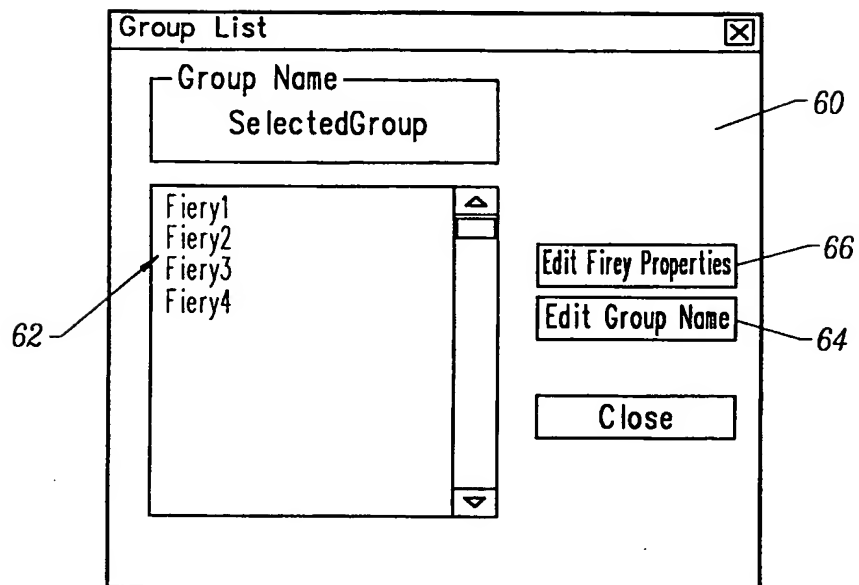 Group List
Group Name
SelectedGroup
60
Fiery1
Fiery2
Fiery3
Fiery4
62
Edit Firey Properties
66
Edit Group Name
64
Close